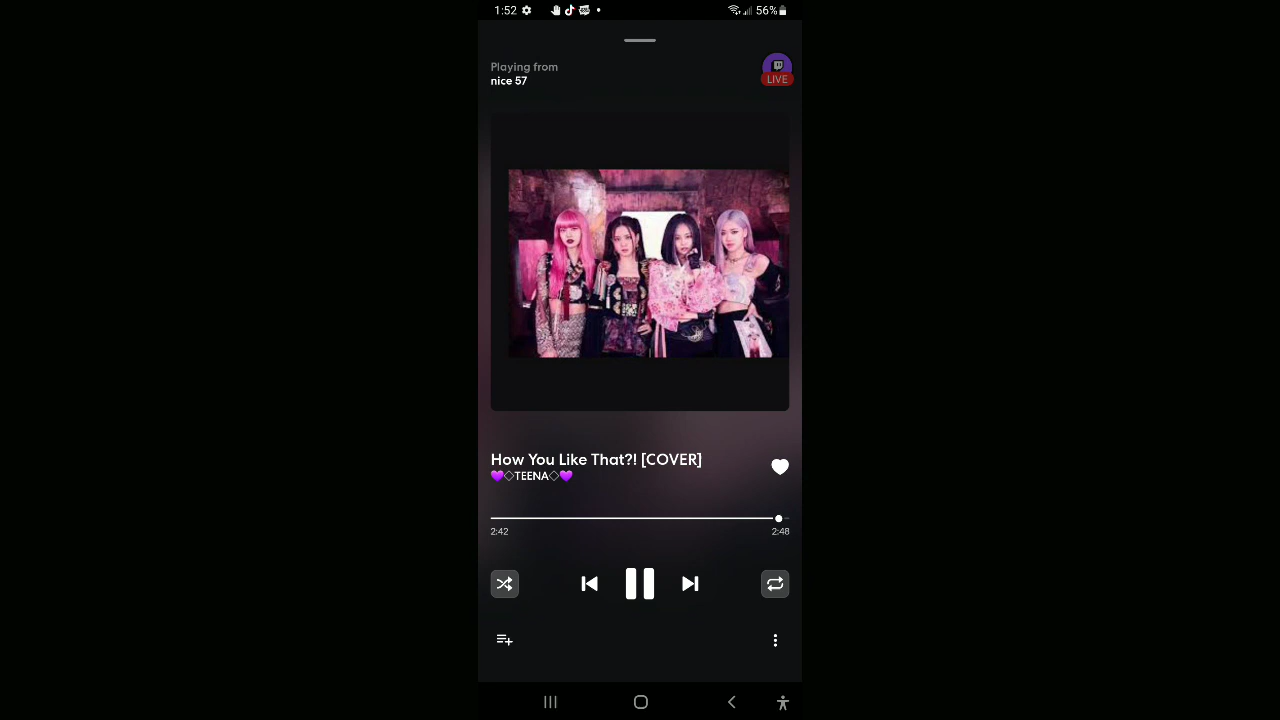 1:52
56%
Playing from
nice 57
LIVE
How You Like That?! [COVER]
💜◇TEENA◇💜
2:42
2:48